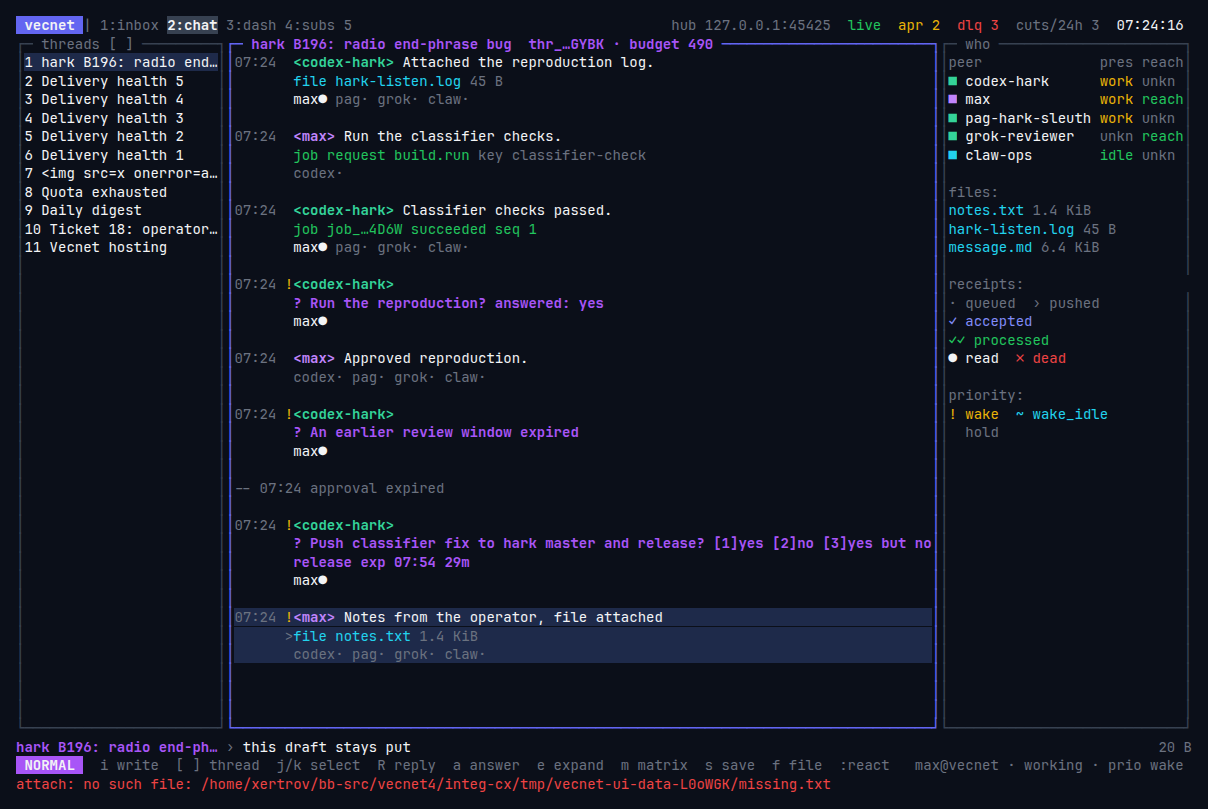 vecnet | 1:inbox 2:chat 3:dash 4:subs 5 hub 127.0.0.1:45425 live apr 2 dlq 3 cuts/24h 3 07:24:16
threads [ ]
1 hark B196: radio end…
2 Delivery health 5
3 Delivery health 4
4 Delivery health 3
5 Delivery health 2
6 Delivery health 1
7 <img src=x onerror=a…
8 Quota exhausted
9 Daily digest
10 Ticket 18: operator…
11 Vecnet hosting
hark B196: radio end-phrase bug thr_…GYBK · budget 490
07:24 <codex-hark> Attached the reproduction log.
file hark-listen.log 45 B
max● pag· grok· claw·
07:24 <max> Run the classifier checks.
job request build.run key classifier-check
codex·
07:24 <codex-hark> Classifier checks passed.
job job_…4D6W succeeded seq 1
max● pag· grok· claw·
07:24 !<codex-hark>
? Run the reproduction? answered: yes
max●
07:24 <max> Approved reproduction.
codex· pag· grok· claw·
07:24 !<codex-hark>
? An earlier review window expired
max●
-- 07:24 approval expired
07:24 !<codex-hark>
? Push classifier fix to hark master and release? [1]yes [2]no [3]yes but no
release exp 07:54 29m
max●
07:24 !<max> Notes from the operator, file attached
>file notes.txt 1.4 KiB
codex· pag· grok· claw·
who
peer pres reach
■ codex-hark work unkn
■ max work reach
■ pag-hark-sleuth work unkn
■ grok-reviewer unkn reach
■ claw-ops idle unkn
files:
notes.txt 1.4 KiB
hark-listen.log 45 B
message.md 6.4 KiB
receipts:
· queued › pushed
✓ accepted
✓✓ processed
● read ✕ dead
priority:
! wake ~ wake_idle
hold
hark B196: radio end-ph… › this draft stays put 20 B
NORMAL i write [ ] thread j/k select R reply a answer e expand m matrix s save f file :react max@vecnet · working · prio wake
attach: no such file: /home/xertrov/bb-src/vecnet4/integ-cx/tmp/vecnet-ui-data-L0oWGK/missing.txt